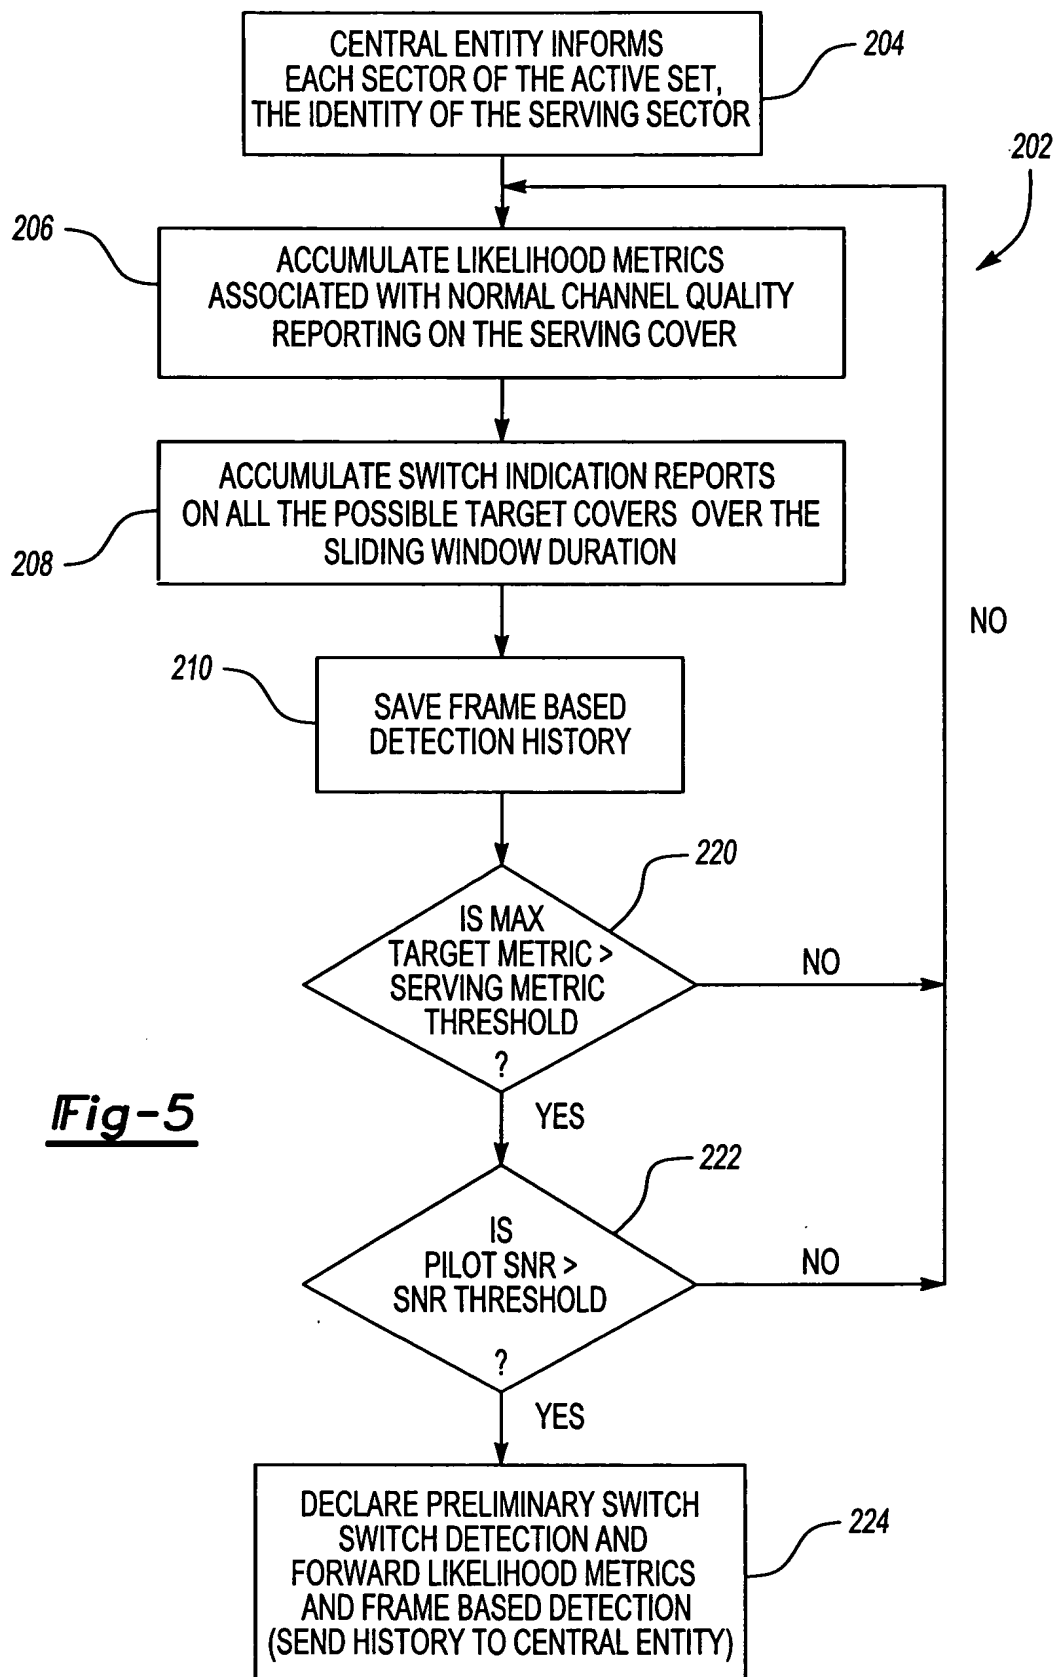 CENTRAL ENTITY INFORMS
EACH SECTOR OF THE ACTIVE SET,
THE IDENTITY OF THE SERVING SECTOR
204
202
206
ACCUMULATE LIKELIHOOD METRICS
ASSOCIATED WITH NORMAL CHANNEL QUALITY
REPORTING ON THE SERVING COVER
ACCUMULATE SWITCH INDICATION REPORTS
ON ALL THE POSSIBLE TARGET COVERS OVER THE
SLIDING WINDOW DURATION
208
NO
210
SAVE FRAME BASED
DETECTION HISTORY
220
IS MAX
TARGET METRIC >
SERVING METRIC
THRESHOLD
?
NO
YES
Fig-5
222
IS
PILOT SNR >
SNR THRESHOLD
?
NO
YES
DECLARE PRELIMINARY SWITCH
SWITCH DETECTION AND
FORWARD LIKELIHOOD METRICS
AND FRAME BASED DETECTION
(SEND HISTORY TO CENTRAL ENTITY)
224